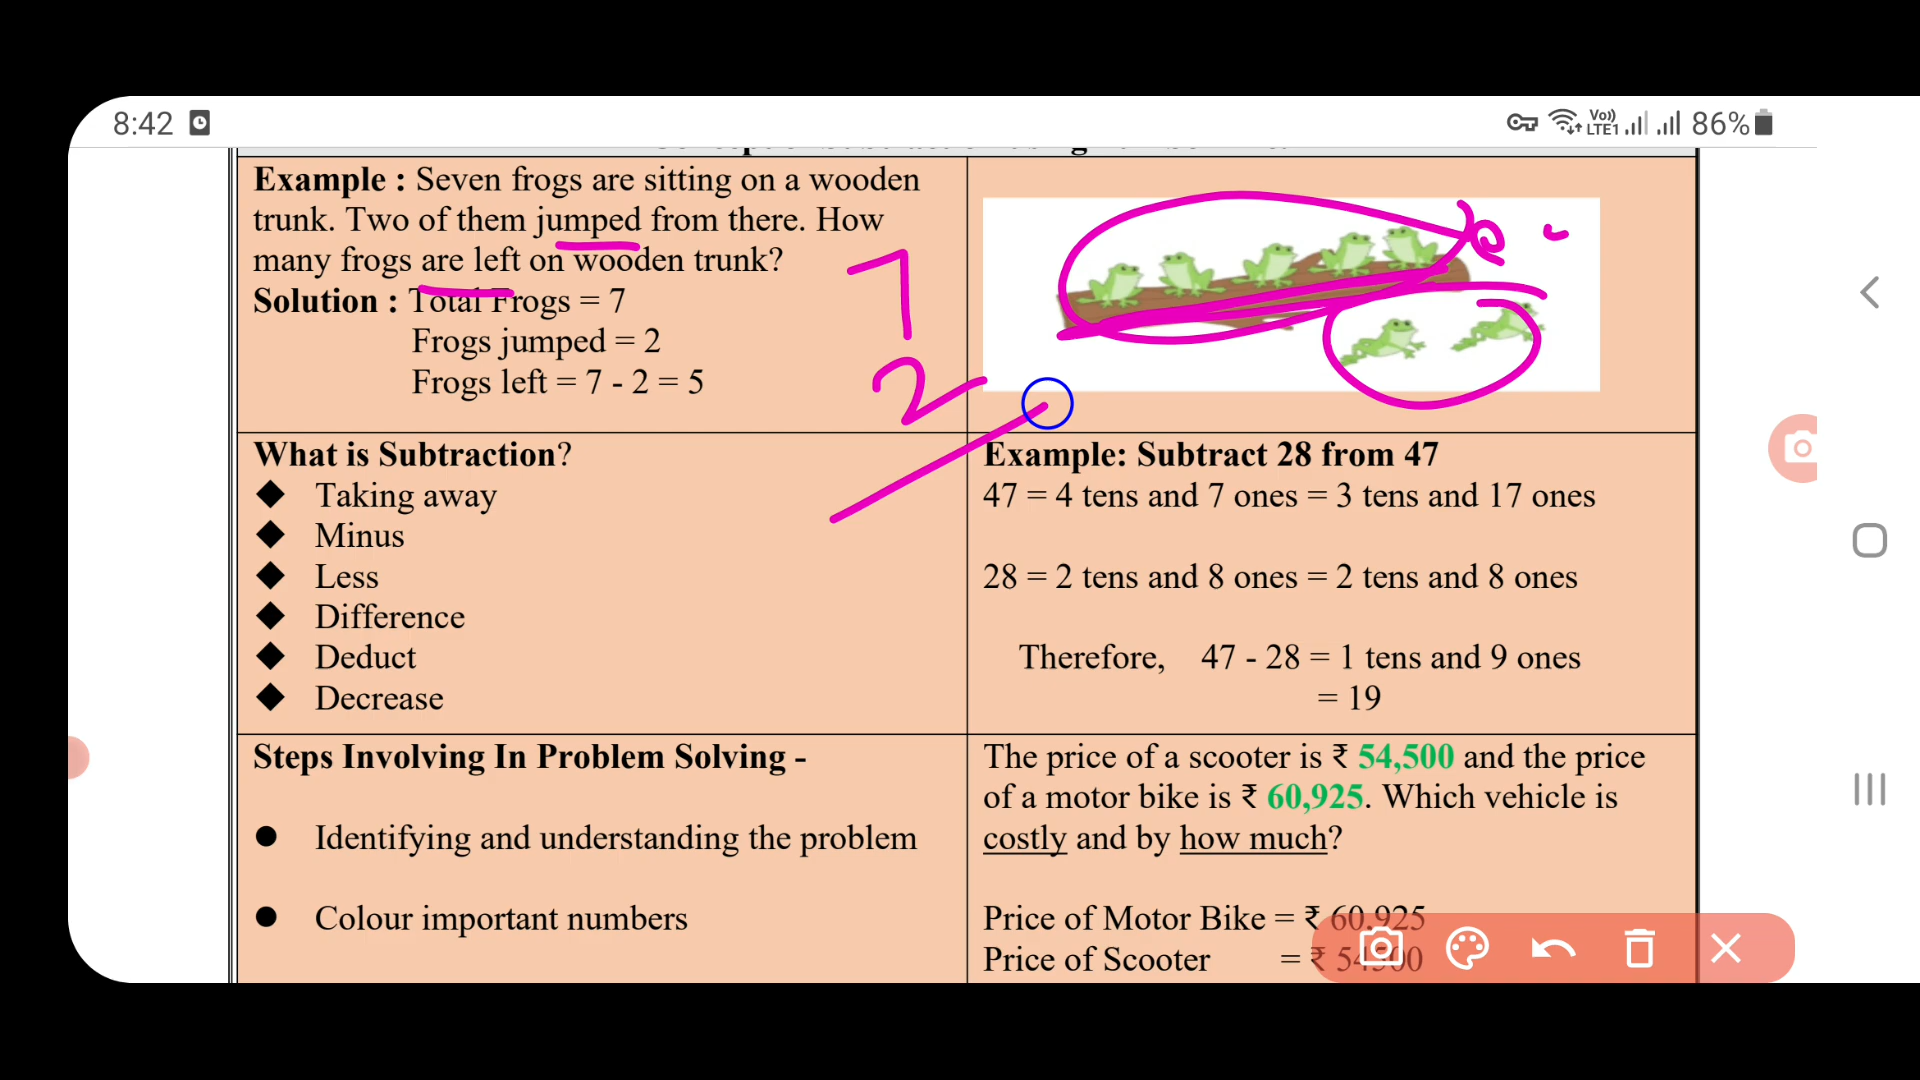 8:42
Vo)) LTE1 86%
Example : Seven frogs are sitting on a wooden
trunk. Two of them jumped from there. How
many frogs are left on wooden trunk?
Solution : Total Frogs = 7
Frogs jumped = 2
Frogs left = 7 - 2 = 5
7
2
What is Subtraction?
Taking away
Minus
Less
Difference
Deduct
Decrease
Example: Subtract 28 from 47
47 = 4 tens and 7 ones = 3 tens and 17 ones
28 = 2 tens and 8 ones = 2 tens and 8 ones
Therefore, 47 - 28 = 1 tens and 9 ones
= 19
Steps Involving In Problem Solving -
Identifying and understanding the problem
Colour important numbers
The price of a scooter is ₹ 54,500 and the price
of a motor bike is ₹ 60,925. Which vehicle is
costly and by how much?
Price of Motor Bike = ₹ 60,925
Price of Scooter = ₹ 54500